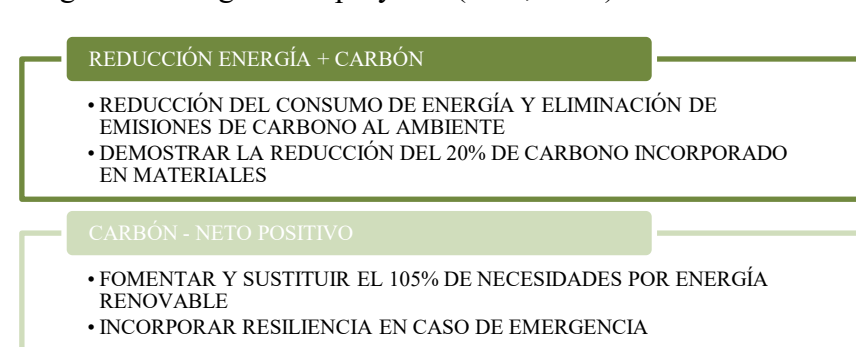 REDUCCIÓN ENERGÍA + CARBÓN
• REDUCCIÓN DEL CONSUMO DE ENERGÍA Y ELIMINACIÓN DE
EMISIONES DE CARBONO AL AMBIENTE
• DEMOSTRAR LA REDUCCIÓN DEL 20% DE CARBONO INCORPORADO
EN MATERIALES
CARBÓN - NETO POSITIVO
• FOMENTAR Y SUSTITUIR EL 105% DE NECESIDADES POR ENERGÍA
RENOVABLE
• INCORPORAR RESILIENCIA EN CASO DE EMERGENCIA